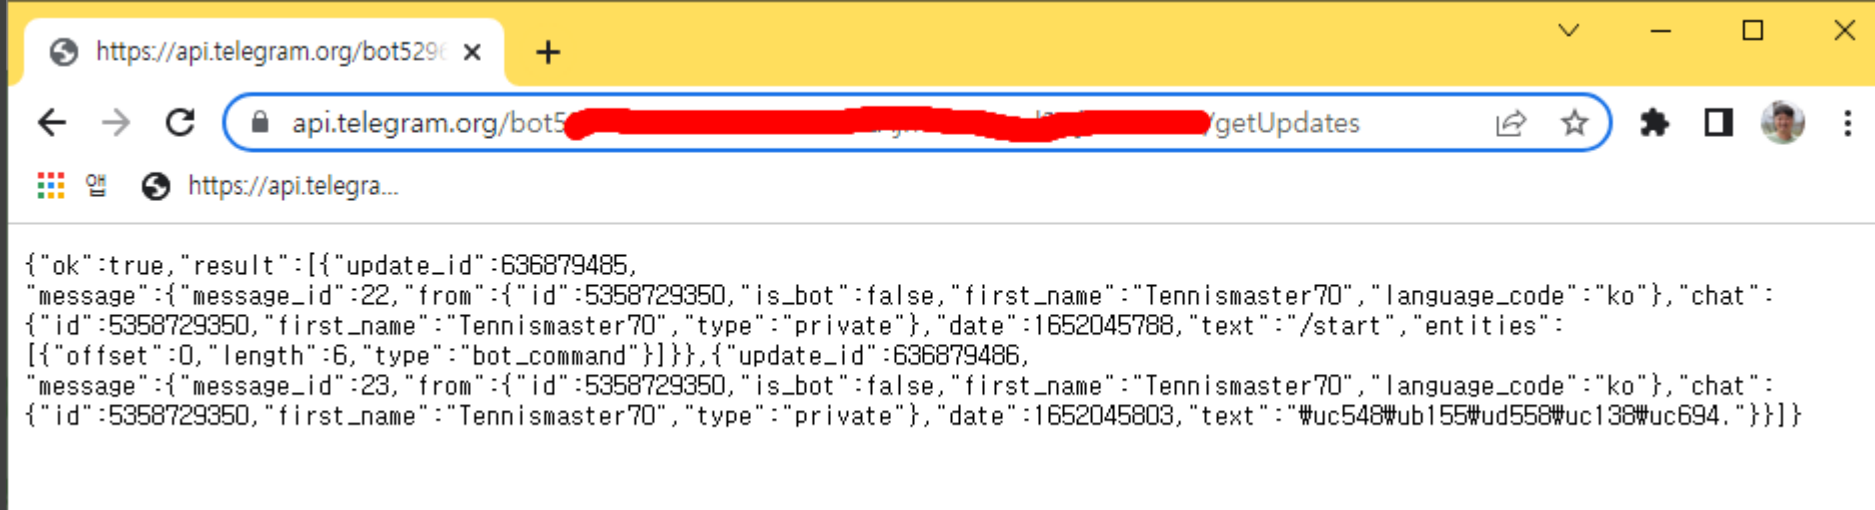 https://api.telegram.org/bot5296
api.telegram.org/bot5 /getUpdates
앱 https://api.telegra...
{"ok":true,"result":[{"update_id":636879485,
"message":{"message_id":22,"from":{"id":5358729350,"is_bot":false,"first_name":"Tennismaster70","language_code":"ko"},"chat":
{"id":5358729350,"first_name":"Tennismaster70","type":"private"},"date":1652045788,"text":"/start","entities":
[{"offset":0,"length":6,"type":"bot_command"}]}},{"update_id":636879486,
"message":{"message_id":23,"from":{"id":5358729350,"is_bot":false,"first_name":"Tennismaster70","language_code":"ko"},"chat":
{"id":5358729350,"first_name":"Tennismaster70","type":"private"},"date":1652045803,"text":"₩uc548₩ub155₩ud558₩uc138₩uc694."}}]}